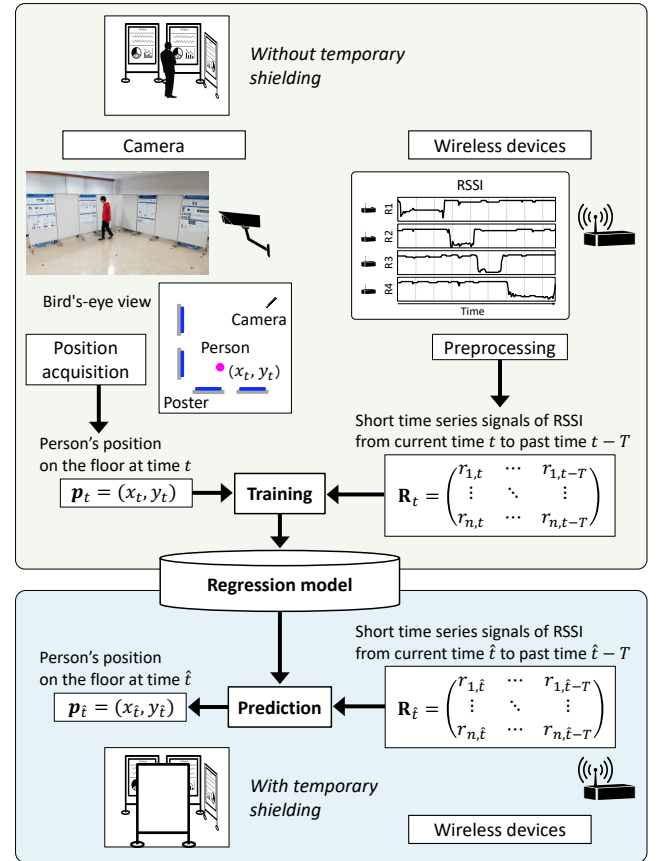 Without temporary
shielding
Camera
Wireless devices
RSSI
R1
R2
R3
R4
Time
Bird's-eye view
Camera
Person
(x_t, y_t)
Poster
Position
acquisition
Preprocessing
Person's position
on the floor at time t
Short time series signals of RSSI
from current time t to past time t − T
p_t = (x_t, y_t)
Training
R_t =
r_{1,t} ⋯ r_{1,t−T}
⋮ ⋱ ⋮
r_{n,t} ⋯ r_{n,t−T}
Regression model
Person's position
on the floor at time t̂
Short time series signals of RSSI
from current time t̂ to past time t̂ − T
p_t̂ = (x_t̂, y_t̂)
Prediction
R_t̂ =
r_{1,t̂} ⋯ r_{1,t̂−T}
⋮ ⋱ ⋮
r_{n,t̂} ⋯ r_{n,t̂−T}
With temporary
shielding
Wireless devices